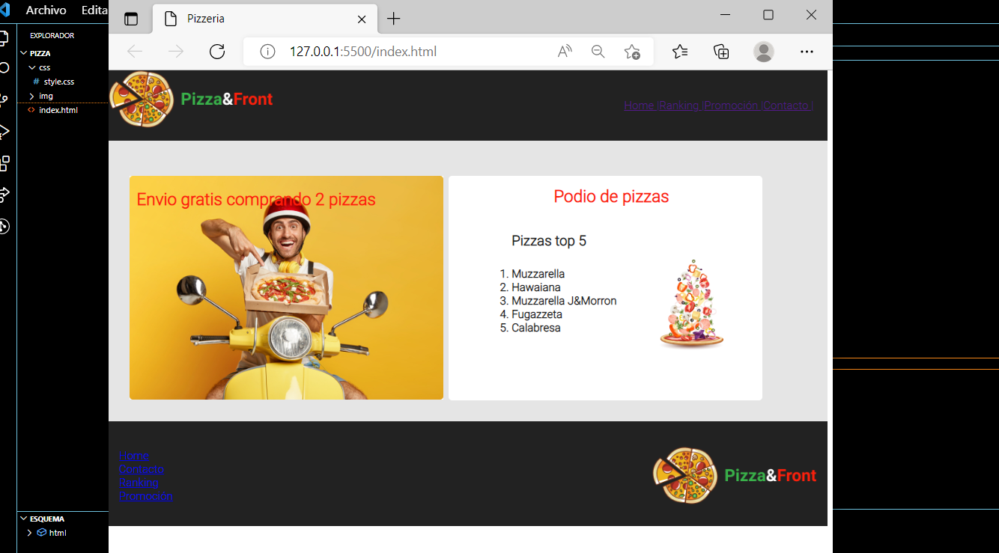 Archivo Edita
EXPLORADOR
PIZZA
css
# style.css
img
<> index.html
ESQUEMA
html
Pizzeria
127.0.0.1:5500/index.html
Pizza&Front
Home |Ranking |Promoción |Contacto |
Envio gratis comprando 2 pizzas
Podio de pizzas
Pizzas top 5
1. Muzzarella
2. Hawaiana
3. Muzzarella J&Morron
4. Fugazzeta
5. Calabresa
Home
Contacto
Ranking
Promoción
Pizza&Front